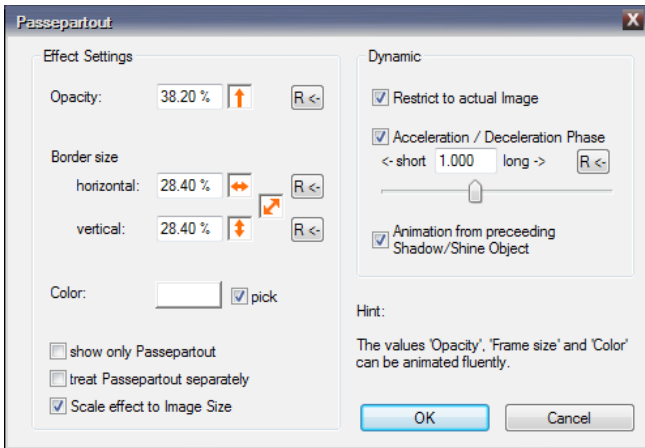 Passepartout
X
Effect Settings
Opacity: 38.20 % R <-
Border size
horizontal: 28.40 % R <-
vertical: 28.40 % R <-
Color: pick
show only Passepartout
treat Passepartout separately
Scale effect to Image Size
Dynamic
Restrict to actual Image
Acceleration / Deceleration Phase
<- short 1.000 long -> R <-
Animation from preceeding
Shadow/Shine Object
Hint:
The values 'Opacity', 'Frame size' and 'Color'
can be animated fluently.
OK Cancel